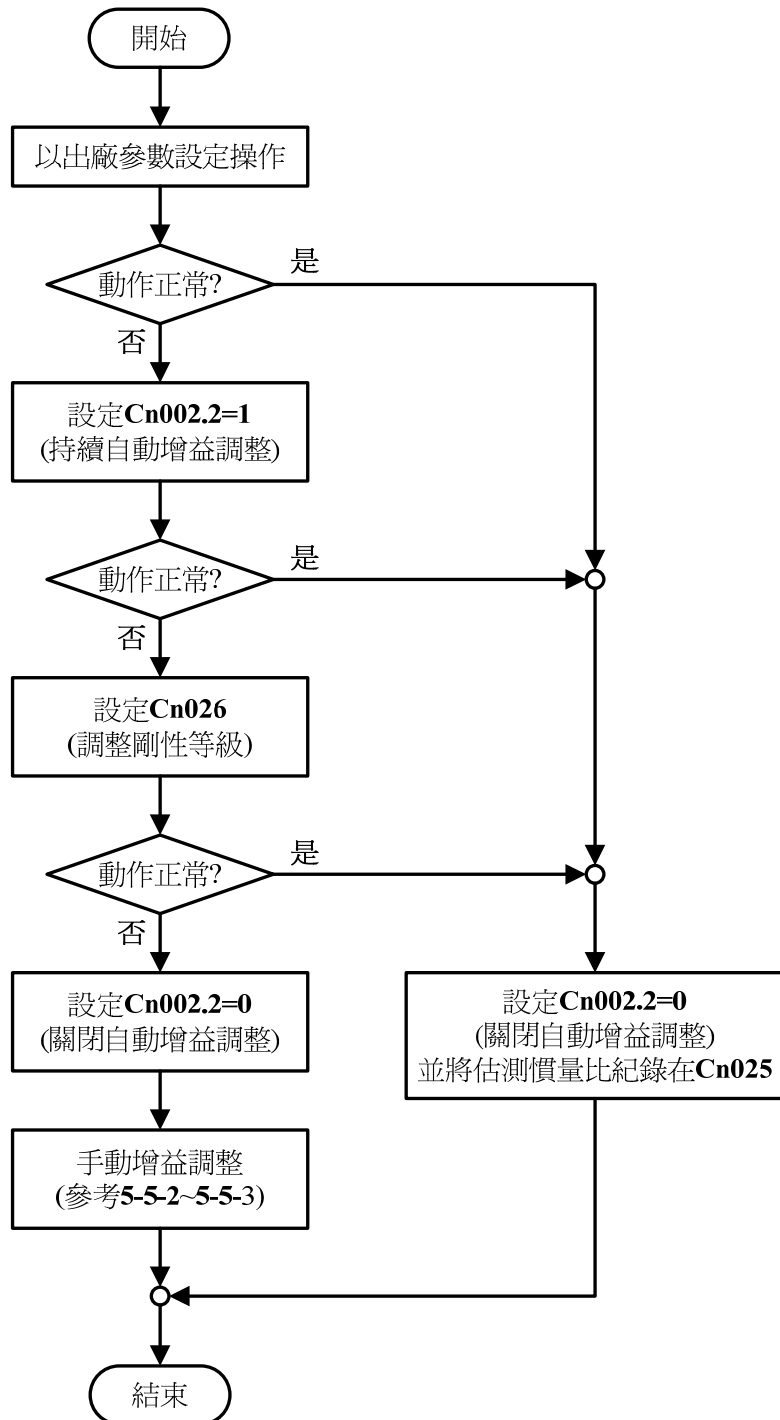 開始
以出廠參數設定操作
動作正常?
是
否
設定Cn002.2=1
(持續自動增益調整)
動作正常?
是
否
設定Cn026
(調整剛性等級)
動作正常?
是
否
設定Cn002.2=0
(關閉自動增益調整)
設定Cn002.2=0
(關閉自動增益調整)
並將估測慣量比紀錄在Cn025
手動增益調整
(參考5-5-2~5-5-3)
結束